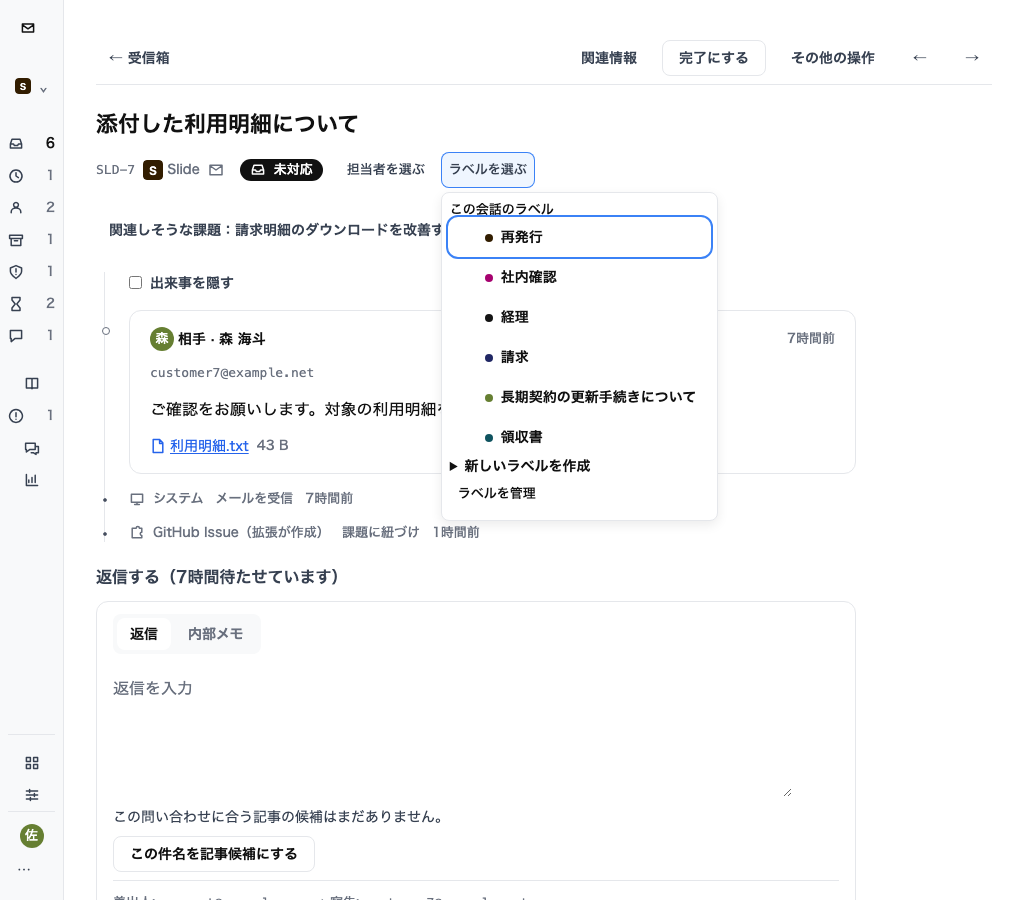 ← 受信箱 関連情報 完了にする その他の操作 ← →
S
添付した利用明細について
SLD-7 S Slide 未対応 担当者を選ぶ ラベルを選ぶ
6
1
2
1
1
2
1
1
この会話のラベル
再発行
社内確認
経理
請求
長期契約の更新手続きについて
領収書
▶ 新しいラベルを作成
ラベルを管理
関連しそうな課題：請求明細のダウンロードを改善す
出来事を隠す
森 相手 · 森 海斗 7時間前
customer7@example.net
ご確認をお願いします。対象の利用明細
利用明細.txt 43 B
システム メールを受信 7時間前
GitHub Issue（拡張が作成） 課題に紐づけ 1時間前
返信する（7時間待たせています）
返信 内部メモ
返信を入力
この問い合わせに合う記事の候補はまだありません。
この件名を記事候補にする
佐
…